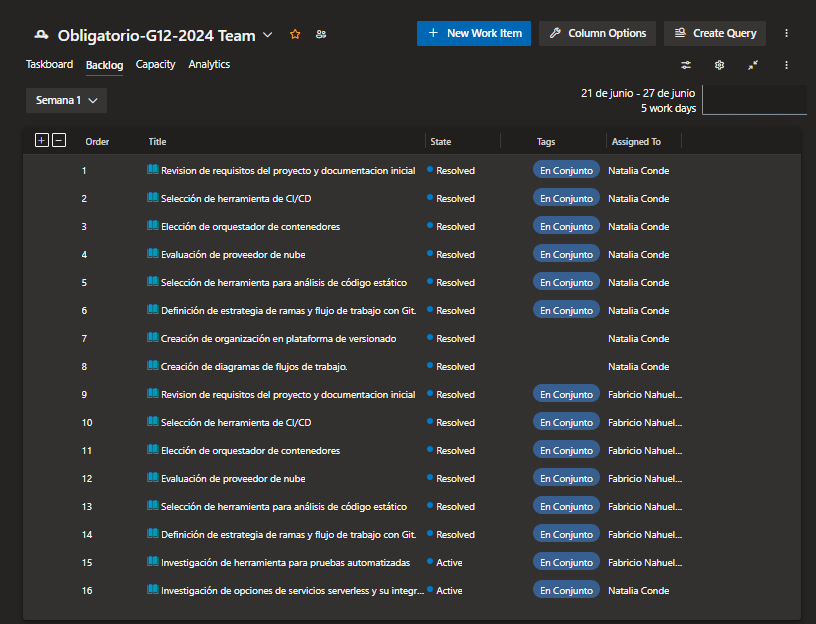 Obligatorio-G12-2024 Team
+ New Work Item
Column Options
Create Query
Taskboard Backlog Capacity Analytics
Semana 1
21 de junio - 27 de junio
5 work days
Order Title State Tags Assigned To
1 Revision de requisitos del proyecto y documentacion inicial Resolved En Conjunto Natalia Conde
2 Selección de herramienta de CI/CD Resolved En Conjunto Natalia Conde
3 Elección de orquestador de contenedores Resolved En Conjunto Natalia Conde
4 Evaluación de proveedor de nube Resolved En Conjunto Natalia Conde
5 Selección de herramienta para análisis de código estático Resolved En Conjunto Natalia Conde
6 Definición de estrategia de ramas y flujo de trabajo con Git. Resolved En Conjunto Natalia Conde
7 Creación de organización en plataforma de versionado Resolved Natalia Conde
8 Creación de diagramas de flujos de trabajo. Resolved Natalia Conde
9 Revision de requisitos del proyecto y documentacion inicial Resolved En Conjunto Fabricio Nahuel...
10 Selección de herramienta de CI/CD Resolved En Conjunto Fabricio Nahuel...
11 Elección de orquestador de contenedores Resolved En Conjunto Fabricio Nahuel...
12 Evaluación de proveedor de nube Resolved En Conjunto Fabricio Nahuel...
13 Selección de herramienta para análisis de código estático Resolved En Conjunto Fabricio Nahuel...
14 Definición de estrategia de ramas y flujo de trabajo con Git. Resolved En Conjunto Fabricio Nahuel...
15 Investigación de herramienta para pruebas automatizadas Active En Conjunto Fabricio Nahuel...
16 Investigación de opciones de servicios serverless y su integr... Active En Conjunto Natalia Conde